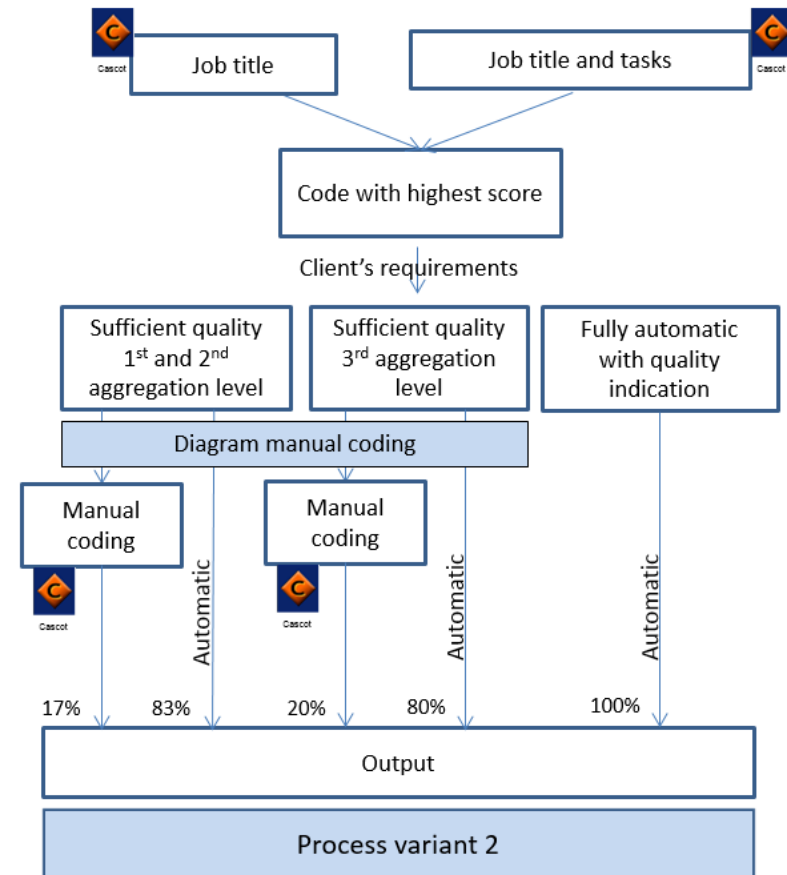 C
Cascot
Job title
Job title and tasks
C
Cascot
Code with highest score
Client's requirements
Sufficient quality
1st and 2nd
aggregation level
Sufficient quality
3rd aggregation
level
Fully automatic
with quality
indication
Diagram manual coding
Manual
coding
C
Cascot
Automatic
Manual
coding
C
Cascot
Automatic
Automatic
17%
83%
20%
80%
100%
Output
Process variant 2